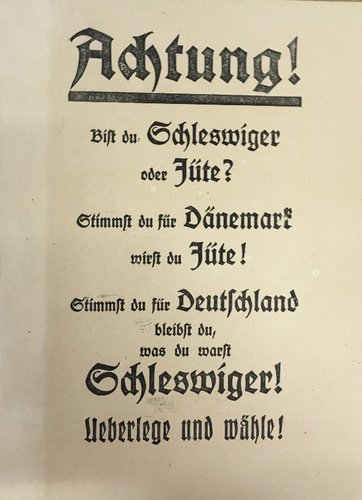 Achtung!
Bist du Schleswiger
oder Jüte?
Stimmst du für Dänemark
wirst du Jüte!
Stimmst du für Deutschland
bleibst du,
was du warst
Schleswiger!
Ueberlege und wähle!